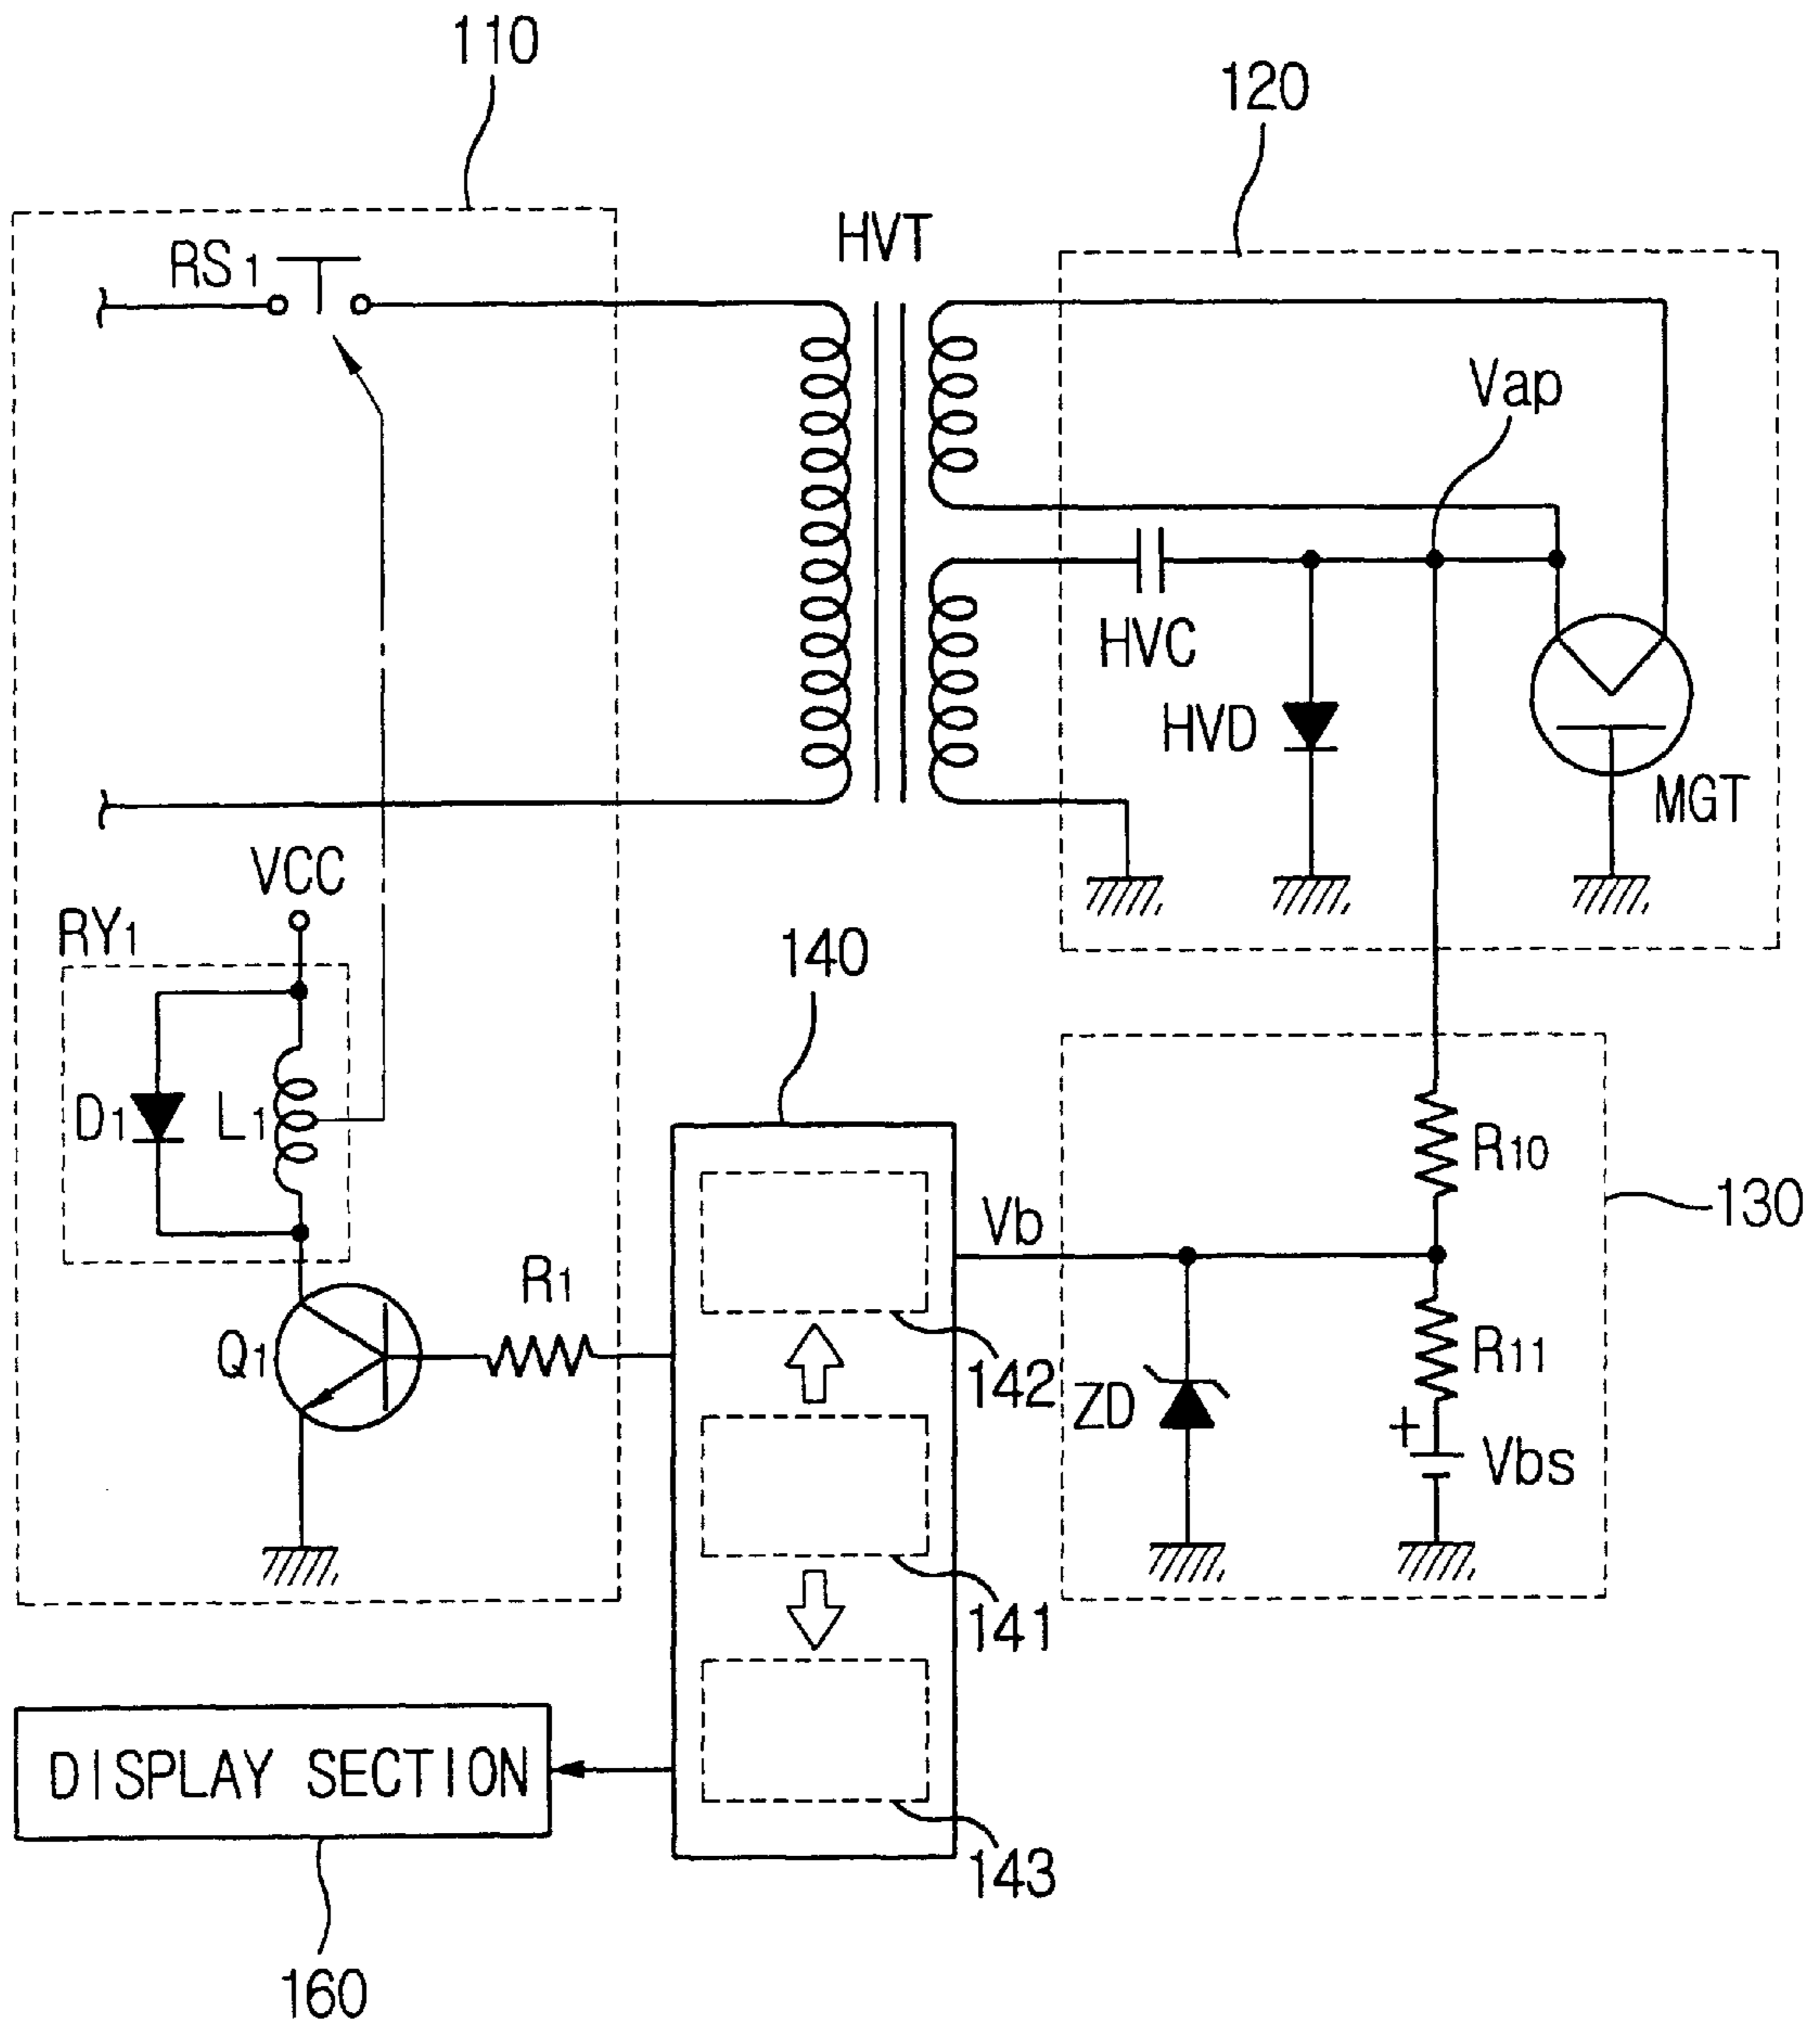 110
120
RS1
HVT
Vap
HVC
HVD
MGT
VCC
RY1
140
D1
L1
R10
130
Vb
R1
Q1
142
R11
ZD
+
Vbs
141
DISPLAY SECTION
143
160